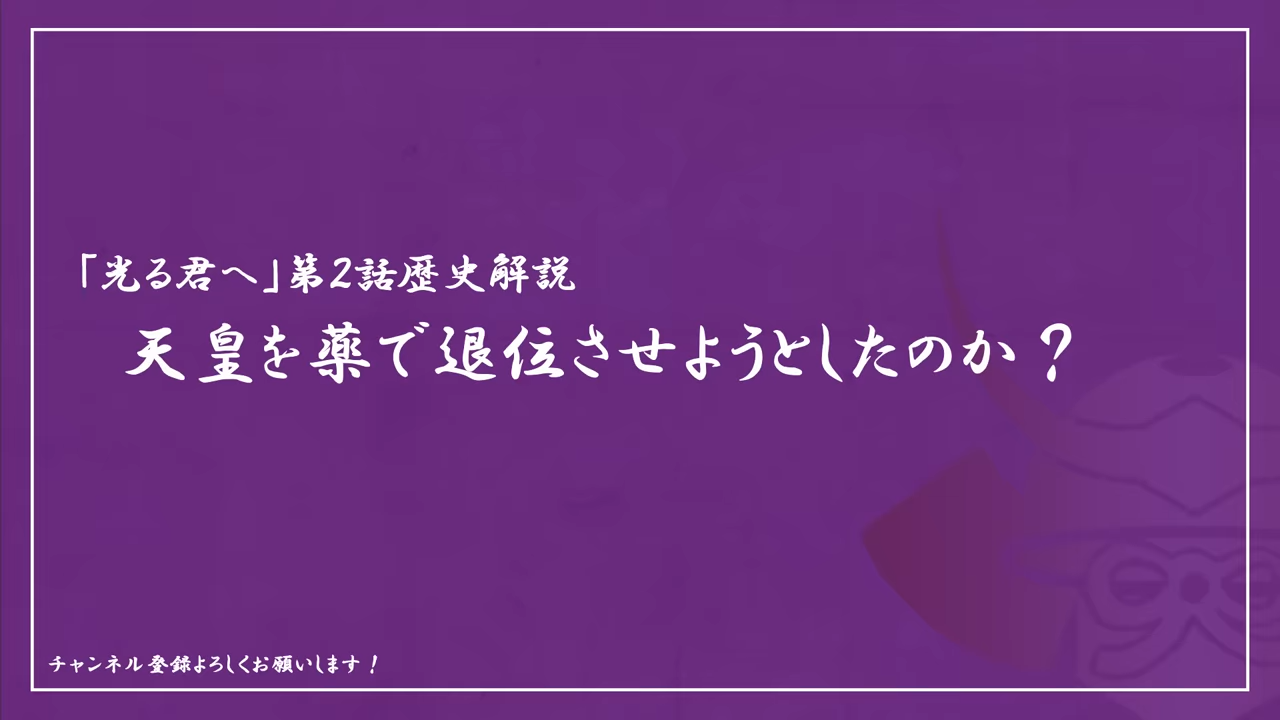 「光る君へ」第2話歴史解説
天皇を薬で退位させようとしたのか？
チャンネル登録よろしくお願いします！